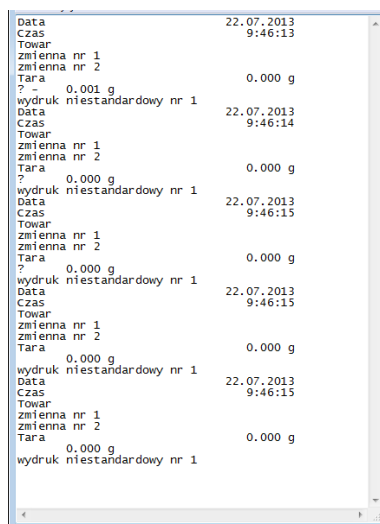 Data 22.07.2013
Czas 9:46:13
Towar
zmienna nr 1
zmienna nr 2
Tara 0.000 g
? - 0.001 g
wydruk niestandardowy nr 1
Data 22.07.2013
Czas 9:46:14
Towar
zmienna nr 1
zmienna nr 2
Tara 0.000 g
? 0.000 g
wydruk niestandardowy nr 1
Data 22.07.2013
Czas 9:46:15
Towar
zmienna nr 1
zmienna nr 2
Tara 0.000 g
? 0.000 g
wydruk niestandardowy nr 1
Data 22.07.2013
Czas 9:46:15
Towar
zmienna nr 1
zmienna nr 2
Tara 0.000 g
0.000 g
wydruk niestandardowy nr 1
Data 22.07.2013
Czas 9:46:15
Towar
zmienna nr 1
zmienna nr 2
Tara 0.000 g
0.000 g
wydruk niestandardowy nr 1